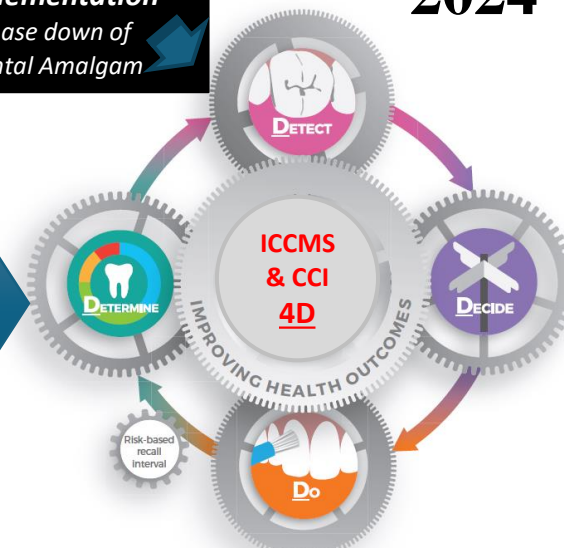 ase down of
ntal Amalgam
2024
DETECT
DETERMINE
ICCMS
& CCI
4D
DECIDE
IMPROVING HEALTH OUTCOMES
Risk-based
recall
interval
DO